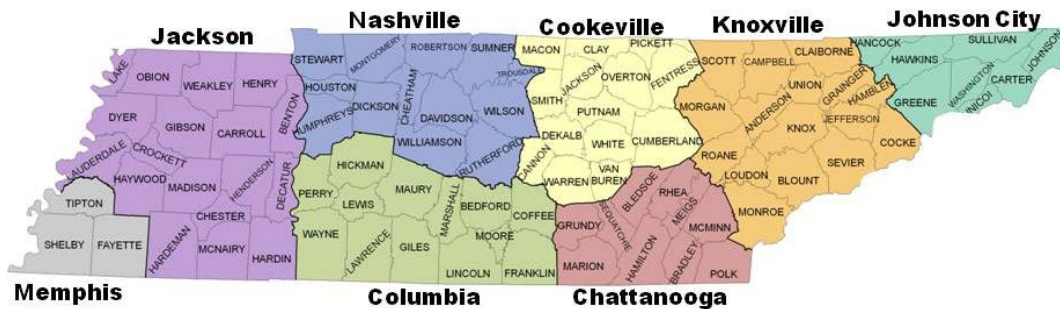 Jackson
Nashville
Cookeville
Knoxville
Johnson City
LAKE
OBION
WEAKLEY
HENRY
BENTON
DYER
GIBSON
CARROLL
LAUDERDALE
CROCKETT
HAYWOOD
MADISON
HENDERSON
DECATUR
CHESTER
HARDEMAN
MCNAIRY
HARDIN
TIPTON
SHELBY
FAYETTE
STEWART
MONTGOMERY
ROBERTSON
SUMNER
TROUSDALE
HOUSTON
DICKSON
CHEATHAM
DAVIDSON
WILSON
HUMPHREYS
WILLIAMSON
RUTHERFORD
HICKMAN
PERRY
LEWIS
MAURY
MARSHALL
BEDFORD
COFFEE
WAYNE
LAWRENCE
GILES
MOORE
LINCOLN
FRANKLIN
MACON
CLAY
PICKETT
JACKSON
OVERTON
FENTRESS
SMITH
PUTNAM
DEKALB
WHITE
CUMBERLAND
CANNON
WARREN
VAN
BUREN
GRUNDY
SEQUATCHIE
BLEDSOE
RHEA
MEIGS
MCMINN
MARION
HAMILTON
BRADLEY
POLK
SCOTT
CAMPBELL
CLAIBORNE
UNION
GRAINGER
HAMBLEN
MORGAN
ANDERSON
KNOX
JEFFERSON
COCKE
ROANE
LOUDON
BLOUNT
SEVIER
MONROE
HANCOCK
HAWKINS
SULLIVAN
JOHNSON
GREENE
WASHINGTON
CARTER
UNICOI
Memphis
Columbia
Chattanooga